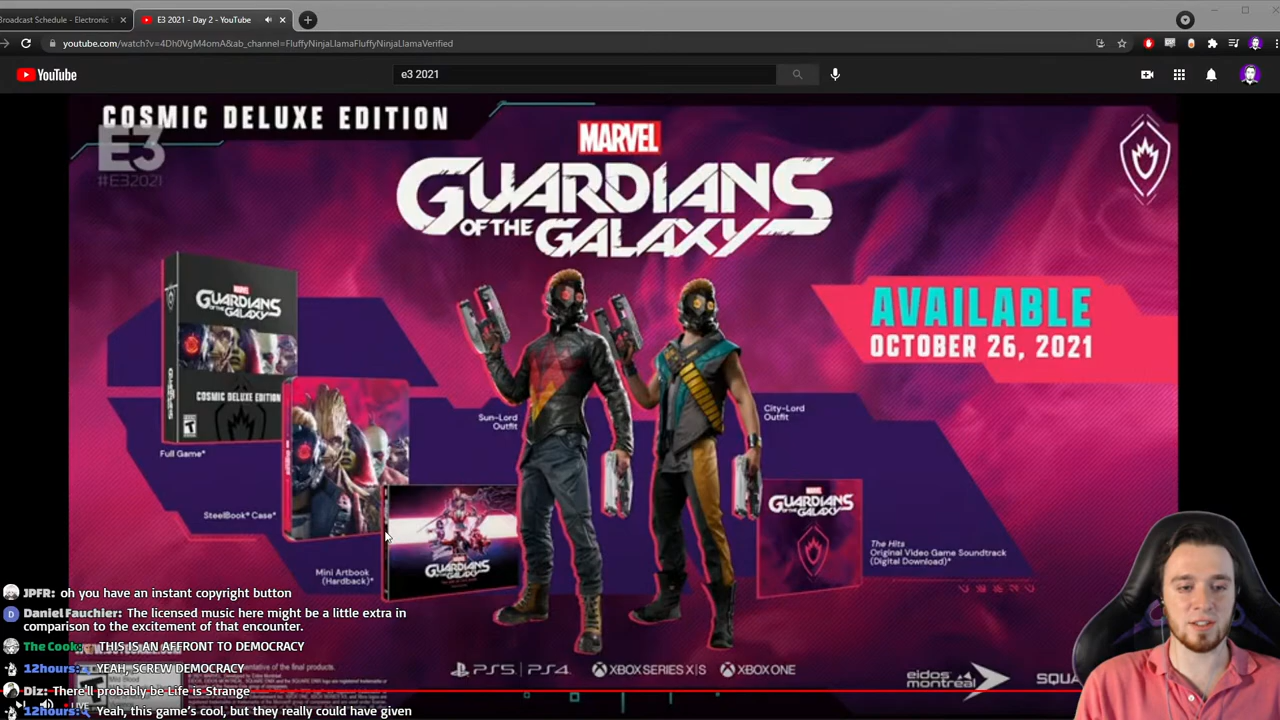 Broadcast Schedule - Electronic
E3 2021 - Day 2 - YouTube
youtube.com/watch?v=4Dh0VgM4omA&ab_channel=FluffyNinjaLlamaFluffyNinjaLlamaVerified
YouTube
e3 2021
COSMIC DELUXE EDITION
E3
#E32021
MARVEL
GUARDIANS
OF THE GALAXY
AVAILABLE
OCTOBER 26, 2021
MARVEL
GUARDIANS
OF THE GALAXY
COSMIC DELUXE EDITION
T
Full Game*
SteelBook® Case*
Mini Artbook
(Hardback)*
GUARDIANS
OF THE GALAXY
Sun-Lord
Outfit
City-Lord
Outfit
MARVEL
GUARDIANS
OF THE GALAXY
The Hits
Original Video Game Soundtrack
(Digital Download)*
JPFR: oh you have an instant copyright button
Daniel Fauchier: The licensed music here might be a little extra in
comparison to the excitement of that encounter.
The Cook: THIS IS AN AFFRONT TO DEMOCRACY
12hours: YEAH, SCREW DEMOCRACY
Diz: There'll probably be Life is Strange
12hours: Yeah, this game's cool, but they really could have given
PS5 PS4 XBOX SERIES X|S XBOX ONE
eidos
montréal
SQUA
LIVE